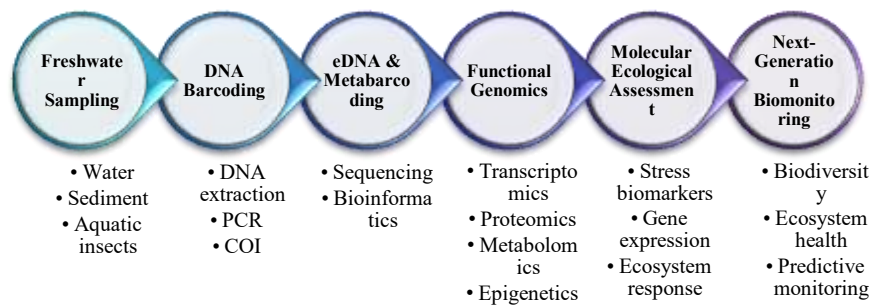 Freshwate
r
Sampling
• Water
• Sediment
• Aquatic
insects
DNA
Barcoding
• DNA
extraction
• PCR
• COI
eDNA &
Metabarco
ding
• Sequencing
• Bioinforma
tics
Functional
Genomics
• Transcripto
mics
• Proteomics
• Metabolom
ics
• Epigenetics
Molecular
Ecological
Assessmen
t
• Stress
biomarkers
• Gene
expression
• Ecosystem
response
Next-
Generatio
n
Biomonito
ring
• Biodiversit
y
• Ecosystem
health
• Predictive
monitoring